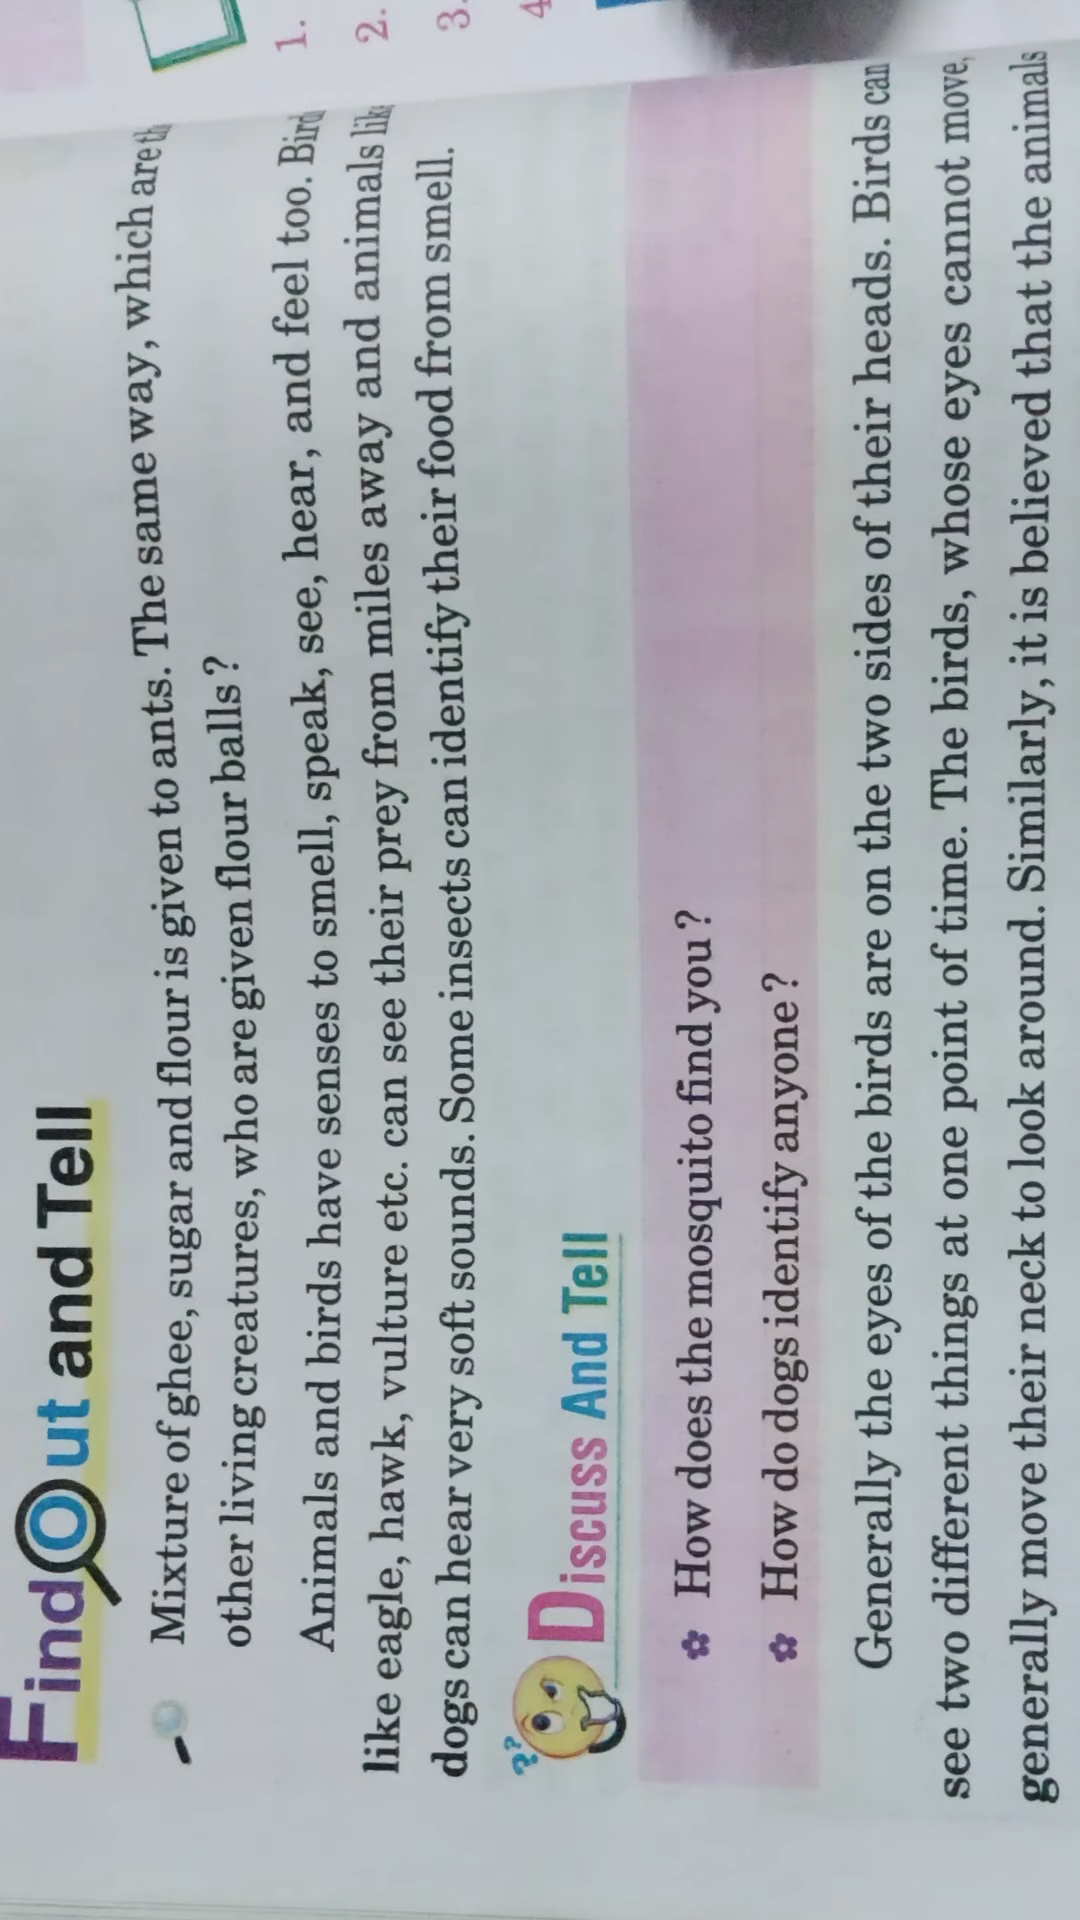 Find Out and Tell
Mixture of ghee, sugar and flour is given to ants. The same way, which are
other living creatures, who are given flour balls?
Animals and birds have senses to smell, speak, see, hear, and feel too.
like eagle, hawk, vulture etc. can see their prey from miles away and animals
dogs can hear very soft sounds. Some insects can identify their food from smell.
??
Discuss And Tell
How does the mosquito find you?
How do dogs identify anyone?
Generally the eyes of the birds are on the two sides of their heads. Birds can
see two different things at one point of time. The birds, whose eyes cannot move,
generally move their neck to look around. Similarly, it is believed that the animals
1.
2.
3.
4